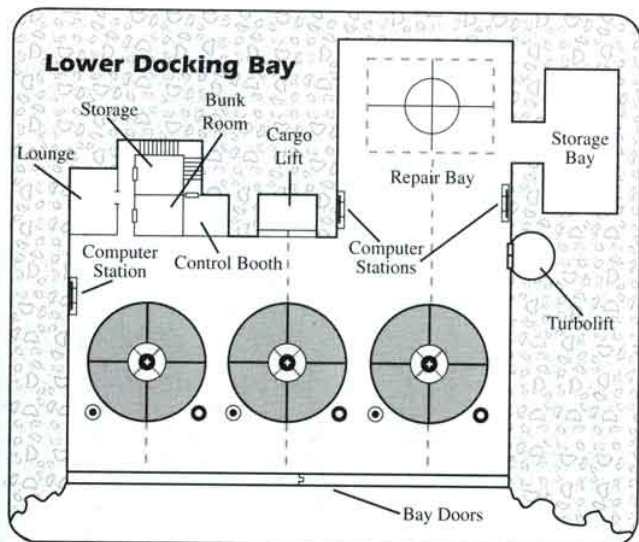 Lower Docking Bay
Storage
Bunk
Room
Cargo
Lift
Lounge
Storage
Bay
Repair Bay
Computer
Station
Control Booth
Computer
Stations
Turbolift
Bay Doors